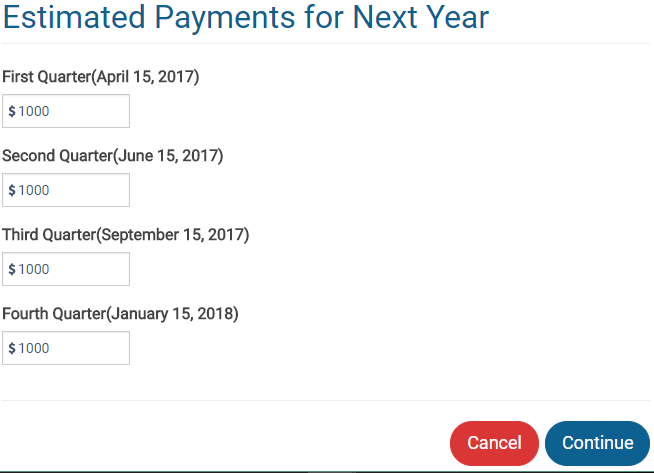 Estimated Payments for Next Year
First Quarter(April 15, 2017)
$ 1000
Second Quarter(June 15, 2017)
$ 1000
Third Quarter(September 15, 2017)
$ 1000
Fourth Quarter(January 15, 2018)
$ 1000
Cancel Continue